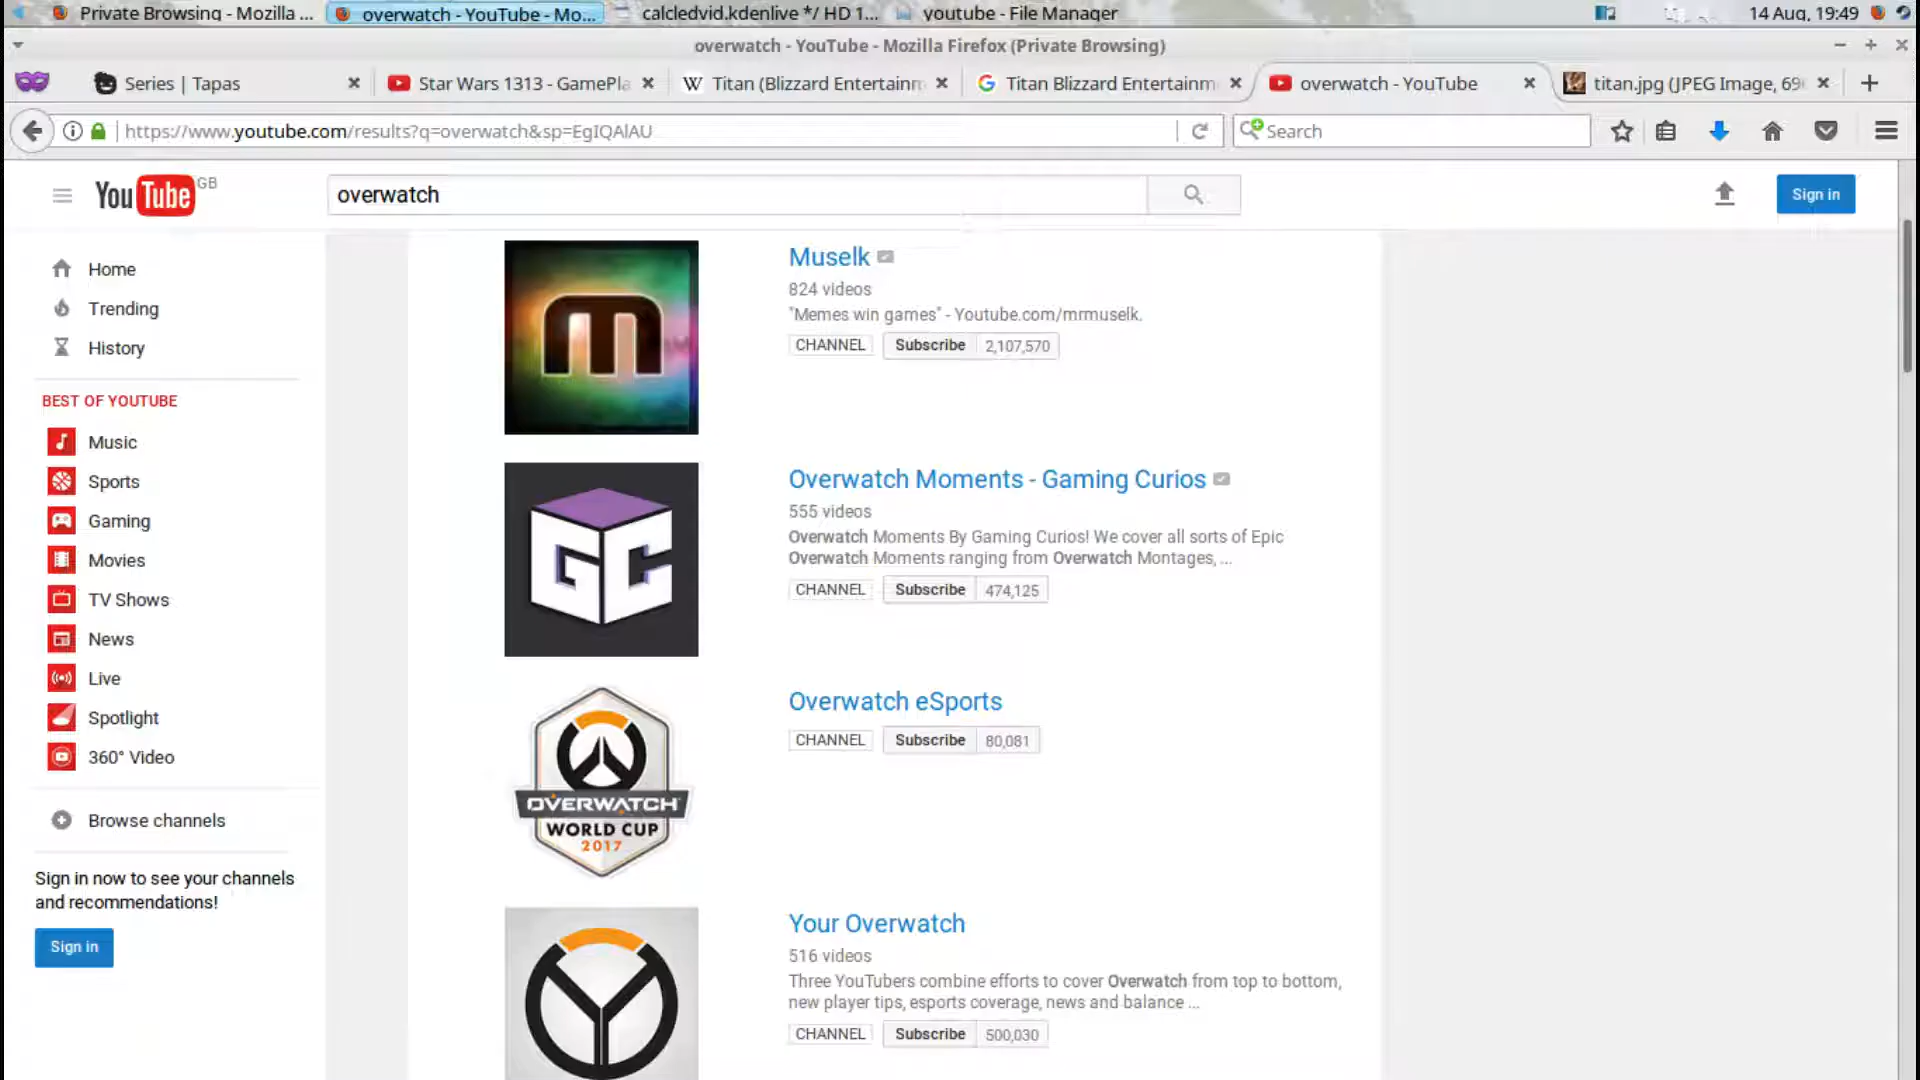 Private Browsing - Mozilla ...
overwatch - YouTube - Mo...
calcledvid.kdenlive */ HD 1...
youtube - File Manager
14 Aug, 19:49
overwatch - YouTube - Mozilla Firefox (Private Browsing)
Series | Tapas
Star Wars 1313 - GamePla
W Titan (Blizzard Entertainm
G Titan Blizzard Entertainm
overwatch - YouTube
titan.jpg (JPEG Image, 69
https://www.youtube.com/results?q=overwatch&sp=EgIQAlAU
Search
YouTube GB
overwatch
Sign in
Home
Trending
History
BEST OF YOUTUBE
Music
Sports
Gaming
Movies
TV Shows
News
Live
Spotlight
360° Video
Browse channels
Sign in now to see your channels
and recommendations!
Sign in
m
Muselk
824 videos
"Memes win games" - Youtube.com/mrmuselk.
CHANNEL Subscribe 2,107,570
GC
Overwatch Moments - Gaming Curios
555 videos
Overwatch Moments By Gaming Curios! We cover all sorts of Epic
Overwatch Moments ranging from Overwatch Montages, ...
CHANNEL Subscribe 474,125
OVERWATCH
WORLD CUP
2017
Overwatch eSports
CHANNEL Subscribe 80,081
Your Overwatch
516 videos
Three YouTubers combine efforts to cover Overwatch from top to bottom,
new player tips, esports coverage, news and balance ...
CHANNEL Subscribe 500,030